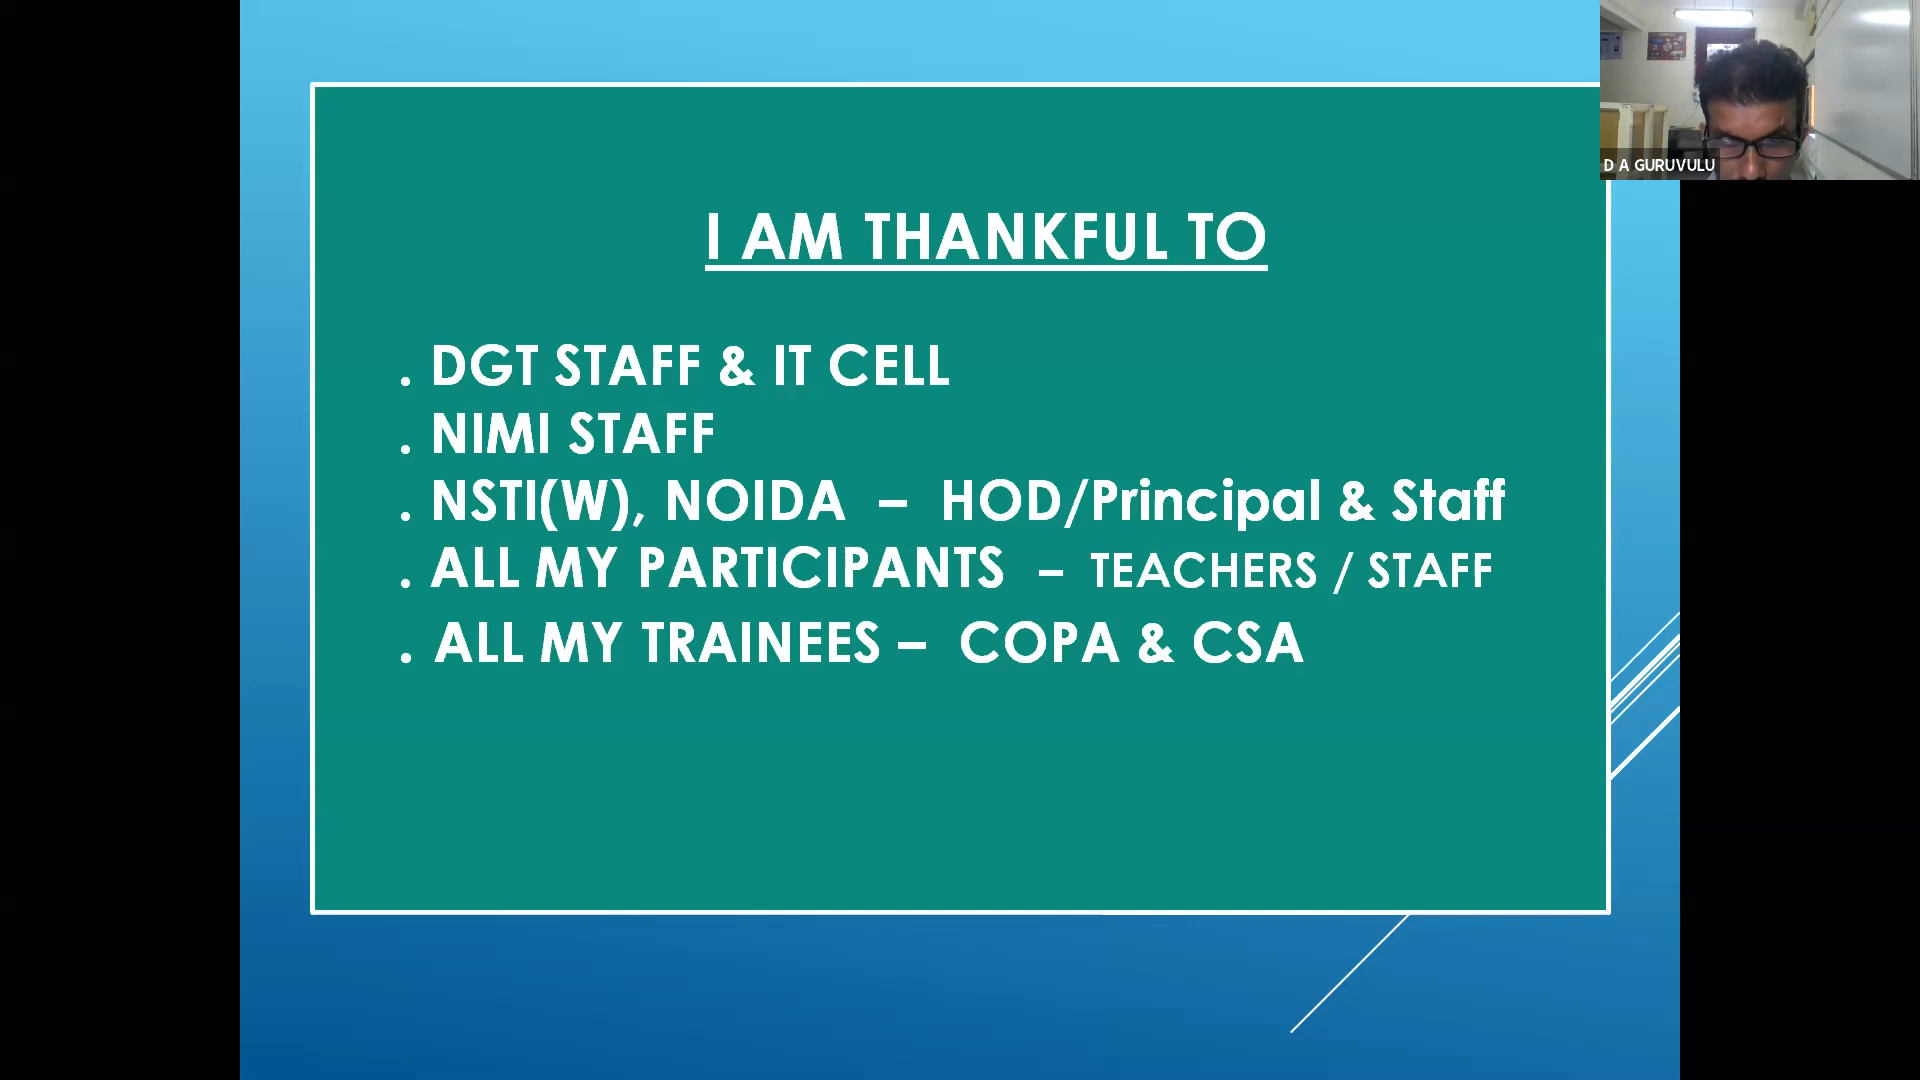 D A GURUVULU
I AM THANKFUL TO
. DGT STAFF & IT CELL
. NIMI STAFF
. NSTI(W), NOIDA – HOD/Principal & Staff
. ALL MY PARTICIPANTS – TEACHERS / STAFF
. ALL MY TRAINEES – COPA & CSA